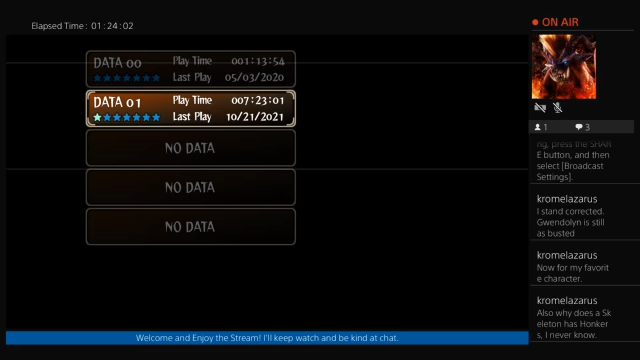 Elapsed Time: 01:24:02
DATA 00 Play Time 001:13:54
Last Play 05/03/2020
DATA 01 Play Time 007:23:01
Last Play 10/21/2021
NO DATA
NO DATA
NO DATA
Welcome and Enjoy the Stream! I'll keep watch and be kind at chat.
ON AIR
1 3
ng, press the SHAR
E button, and then
select [Broadcast
Settings].
kromelazarus
I stand corrected.
Gwendolyn is still
as busted
kromelazarus
Now for my favorit
e character.
kromelazarus
Also why does a Sk
eleton has Honker
s, I never know.